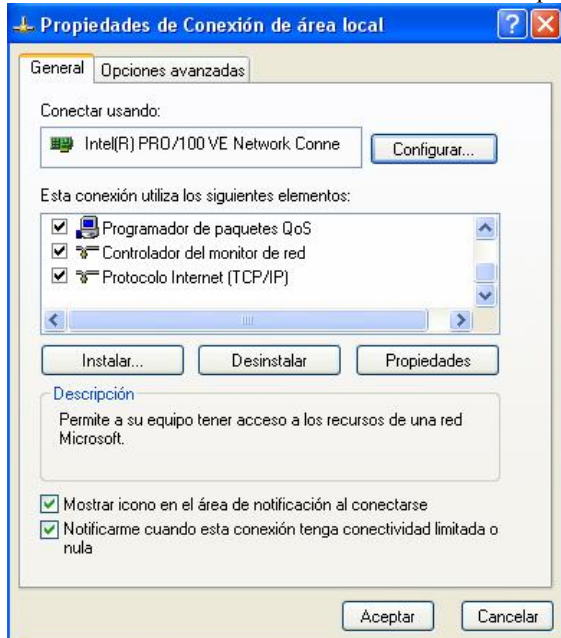 Propiedades de Conexión de área local
General
Opciones avanzadas
Conectar usando:
Intel(R) PRO/100 VE Network Conne
Configurar...
Esta conexión utiliza los siguientes elementos:
Programador de paquetes QoS
Controlador del monitor de red
Protocolo Internet (TCP/IP)
Instalar...
Desinstalar
Propiedades
Descripción
Permite a su equipo tener acceso a los recursos de una red
Microsoft.
Mostrar icono en el área de notificación al conectarse
Notificarme cuando esta conexión tenga conectividad limitada o
nula
Aceptar
Cancelar